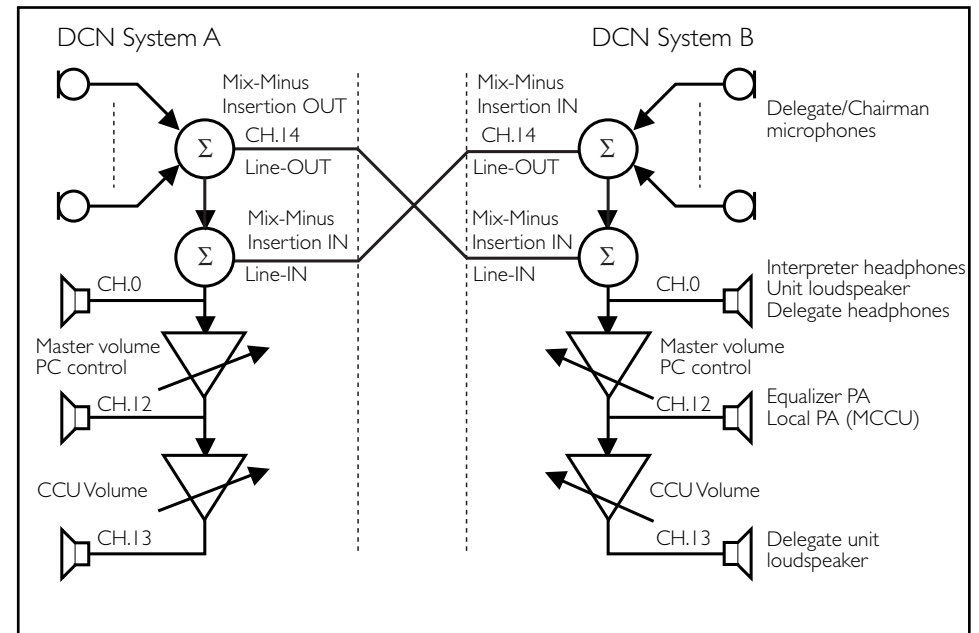 DCN System A
DCN System B
Mix-Minus
Insertion OUT
CH.14
Line-OUT
Mix-Minus
Insertion IN
CH.14
Line-OUT
Delegate/Chairman
microphones
Σ
Σ
Mix-Minus
Insertion IN
Line-IN
Mix-Minus
Insertion IN
Line-IN
Σ
Σ
CH.0
CH.0
Interpreter headphones
Unit loudspeaker
Delegate headphones
Master volume
PC control
Master volume
PC control
CH.12
CH.12
Equalizer PA
Local PA (MCCU)
CCU Volume
CCU Volume
CH.13
CH.13
Delegate unit
loudspeaker